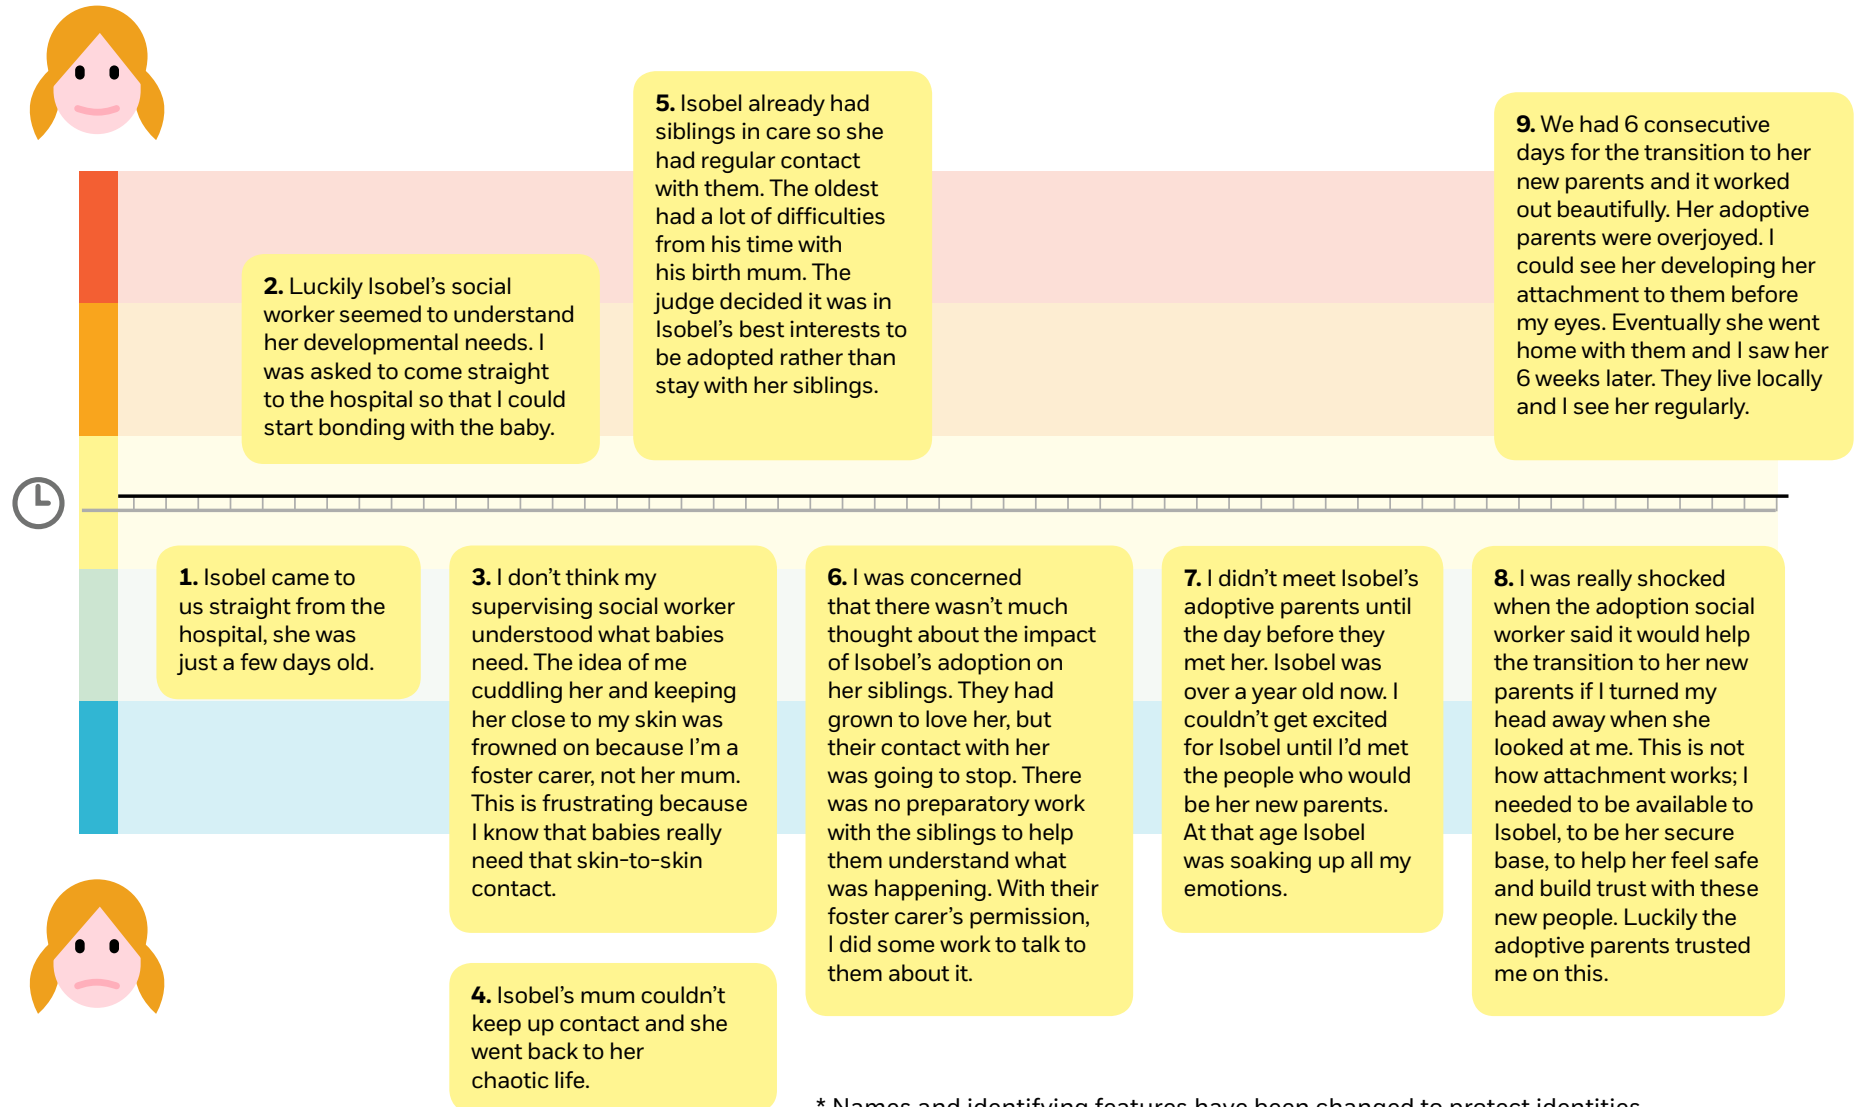 1. Isobel came to
us straight from the
hospital, she was
just a few days old.
2. Luckily Isobel’s social
worker seemed to understand
her developmental needs. I
was asked to come straight
to the hospital so that I could
start bonding with the baby.
3. I don’t think my
supervising social worker
understood what babies
need. The idea of me
cuddling her and keeping
her close to my skin was
frowned on because I’m a
foster carer, not her mum.
This is frustrating because
I know that babies really
need that skin-to-skin
contact.
4. Isobel’s mum couldn’t
keep up contact and she
went back to her
chaotic life.
5. Isobel already had
siblings in care so she
had regular contact
with them. The oldest
had a lot of difficulties
from his time with
his birth mum. The
judge decided it was in
Isobel’s best interests to
be adopted rather than
stay with her siblings.
6. I was concerned
that there wasn’t much
thought about the impact
of Isobel’s adoption on
her siblings. They had
grown to love her, but
their contact with her
was going to stop. There
was no preparatory work
with the siblings to help
them understand what
was happening. With their
foster carer’s permission,
I did some work to talk to
them about it.
7. I didn’t meet Isobel’s
adoptive parents until
the day before they
met her. Isobel was
over a year old now. I
couldn’t get excited
for Isobel until I’d met
the people who would
be her new parents.
At that age Isobel
was soaking up all my
emotions.
8. I was really shocked
when the adoption social
worker said it would help
the transition to her new
parents if I turned my
head away when she
looked at me. This is not
how attachment works; I
needed to be available to
Isobel, to be her secure
base, to help her feel safe
and build trust with these
new people. Luckily the
adoptive parents trusted
me on this.
9. We had 6 consecutive
days for the transition to her
new parents and it worked
out beautifully. Her adoptive
parents were overjoyed. I
could see her developing her
attachment to them before
my eyes. Eventually she went
home with them and I saw her
6 weeks later. They live locally
and I see her regularly.
* Names and identifying features have been changed to protect identities